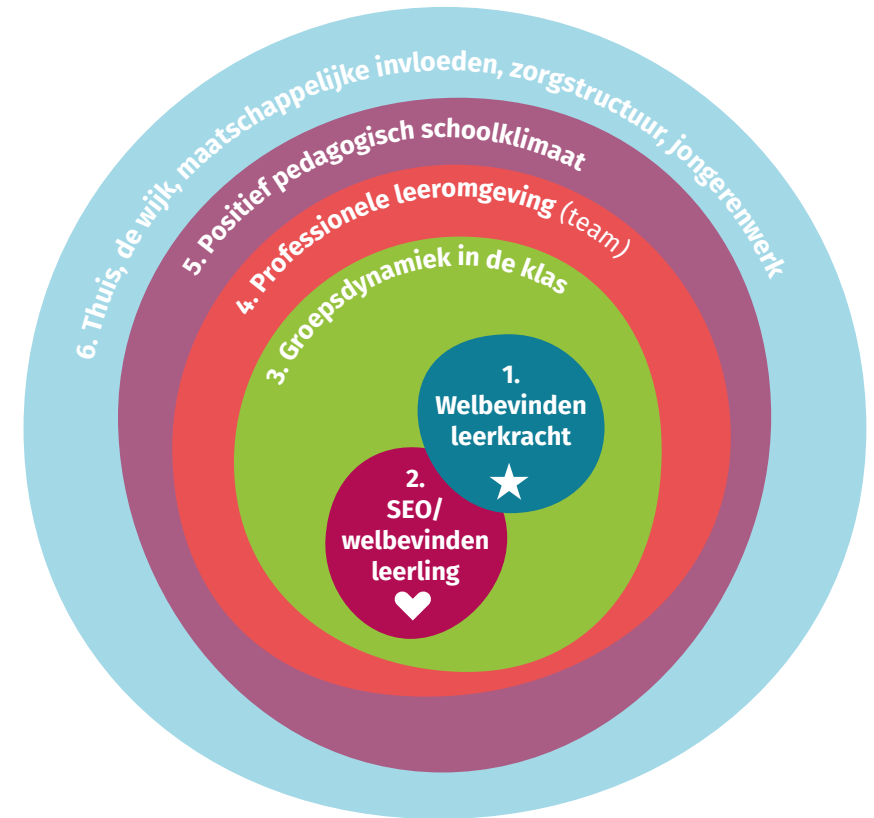 6. Thuis, de wijk, maatschappelijke invloeden, zorgstructuur, jongerenwerk
5. Positief pedagogisch schoolklimaat
4. Professionele leeromgeving (team)
3. Groepsdynamiek in de klas
1.
Welbevinden
leerkracht
2.
SEO/
welbevinden
leerling